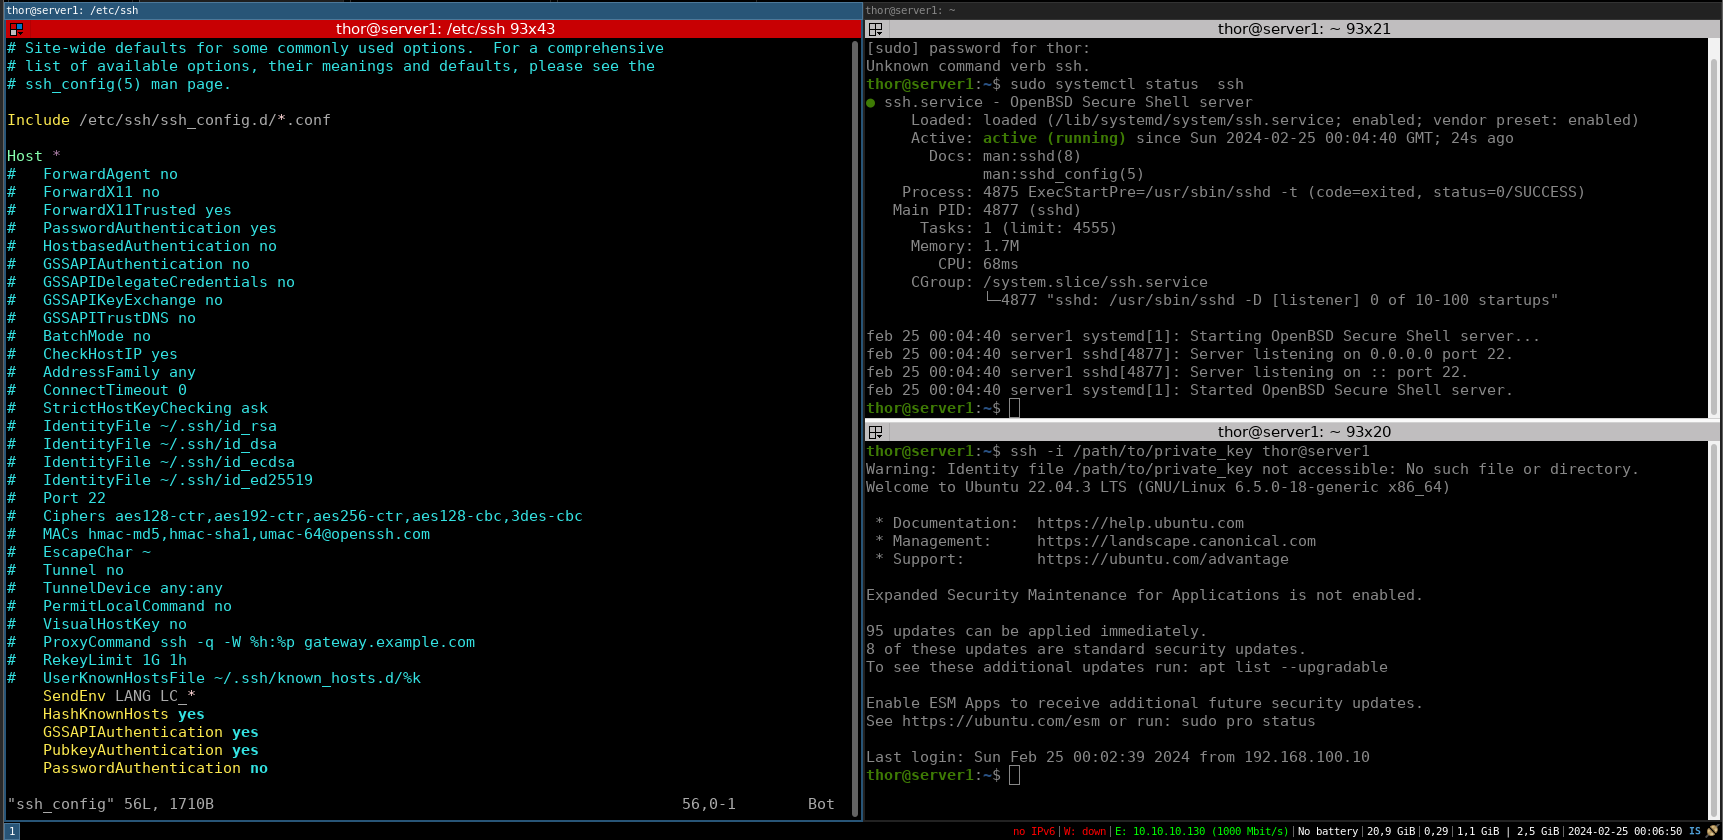 thor@server1: /etc/ssh
thor@server1: /etc/ssh 93x43
# Site-wide defaults for some commonly used options.  For a comprehensive
# list of available options, their meanings and defaults, please see the
# ssh_config(5) man page.
Include /etc/ssh/ssh_config.d/*.conf
Host *
#   ForwardAgent no
#   ForwardX11 no
#   ForwardX11Trusted yes
#   PasswordAuthentication yes
#   HostbasedAuthentication no
#   GSSAPIAuthentication no
#   GSSAPIDelegateCredentials no
#   GSSAPIKeyExchange no
#   GSSAPITrustDNS no
#   BatchMode no
#   CheckHostIP yes
#   AddressFamily any
#   ConnectTimeout 0
#   StrictHostKeyChecking ask
#   IdentityFile ~/.ssh/id_rsa
#   IdentityFile ~/.ssh/id_dsa
#   IdentityFile ~/.ssh/id_ecdsa
#   IdentityFile ~/.ssh/id_ed25519
#   Port 22
#   Ciphers aes128-ctr,aes192-ctr,aes256-ctr,aes128-cbc,3des-cbc
#   MACs hmac-md5,hmac-sha1,umac-64@openssh.com
#   EscapeChar ~
#   Tunnel no
#   TunnelDevice any:any
#   PermitLocalCommand no
#   VisualHostKey no
#   ProxyCommand ssh -q -W %h:%p gateway.example.com
#   RekeyLimit 1G 1h
#   UserKnownHostsFile ~/.ssh/known_hosts.d/%k
    SendEnv LANG LC_*
    HashKnownHosts yes
    GSSAPIAuthentication yes
    PubkeyAuthentication yes
    PasswordAuthentication no
"ssh_config" 56L, 1710B                                                    56,0-1        Bot
thor@server1: ~
thor@server1: ~ 93x21
[sudo] password for thor:
Unknown command verb ssh.
thor@server1:~$ sudo systemctl status  ssh
● ssh.service - OpenBSD Secure Shell server
     Loaded: loaded (/lib/systemd/system/ssh.service; enabled; vendor preset: enabled)
     Active: active (running) since Sun 2024-02-25 00:04:40 GMT; 24s ago
       Docs: man:sshd(8)
             man:sshd_config(5)
    Process: 4875 ExecStartPre=/usr/sbin/sshd -t (code=exited, status=0/SUCCESS)
   Main PID: 4877 (sshd)
      Tasks: 1 (limit: 4555)
     Memory: 1.7M
        CPU: 68ms
     CGroup: /system.slice/ssh.service
             └─4877 "sshd: /usr/sbin/sshd -D [listener] 0 of 10-100 startups"
feb 25 00:04:40 server1 systemd[1]: Starting OpenBSD Secure Shell server...
feb 25 00:04:40 server1 sshd[4877]: Server listening on 0.0.0.0 port 22.
feb 25 00:04:40 server1 sshd[4877]: Server listening on :: port 22.
feb 25 00:04:40 server1 systemd[1]: Started OpenBSD Secure Shell server.
thor@server1:~$
thor@server1: ~ 93x20
thor@server1:~$ ssh -i /path/to/private_key thor@server1
Warning: Identity file /path/to/private_key not accessible: No such file or directory.
Welcome to Ubuntu 22.04.3 LTS (GNU/Linux 6.5.0-18-generic x86_64)
 * Documentation:  https://help.ubuntu.com
 * Management:     https://landscape.canonical.com
 * Support:        https://ubuntu.com/advantage
Expanded Security Maintenance for Applications is not enabled.
95 updates can be applied immediately.
8 of these updates are standard security updates.
To see these additional updates run: apt list --upgradable
Enable ESM Apps to receive additional future security updates.
See https://ubuntu.com/esm or run: sudo pro status
Last login: Sun Feb 25 00:02:39 2024 from 192.168.100.10
thor@server1:~$
1
no IPv6|W: down|E: 10.10.10.130 (1000 Mbit/s)|No battery|20,9 GiB|0,29|1,1 GiB | 2,5 GiB|2024-02-25 00:06:50 IS